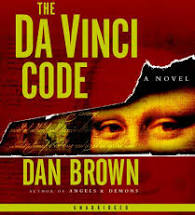 THE
DA VINCI
CODE
A NOVEL
DAN BROWN
AUTHOR OF ANGELS & DEMONS
UNABRIDGED